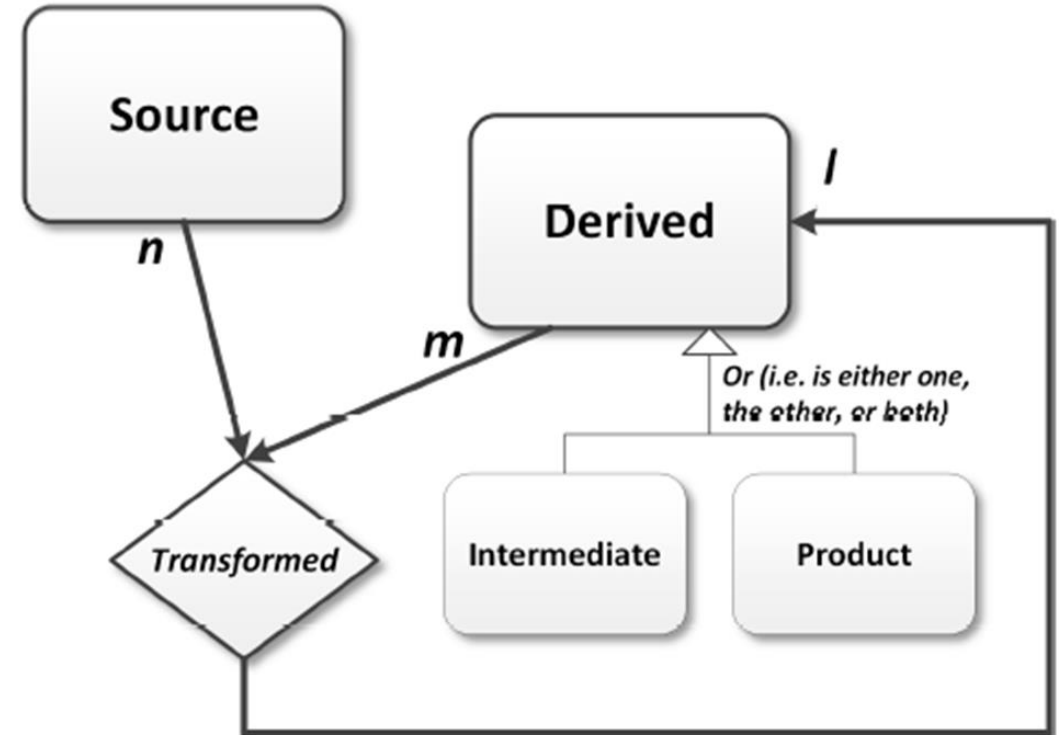 Source
n
Derived
l
m
Or (i.e. is either one,
the other, or both)
Transformed
Intermediate
Product